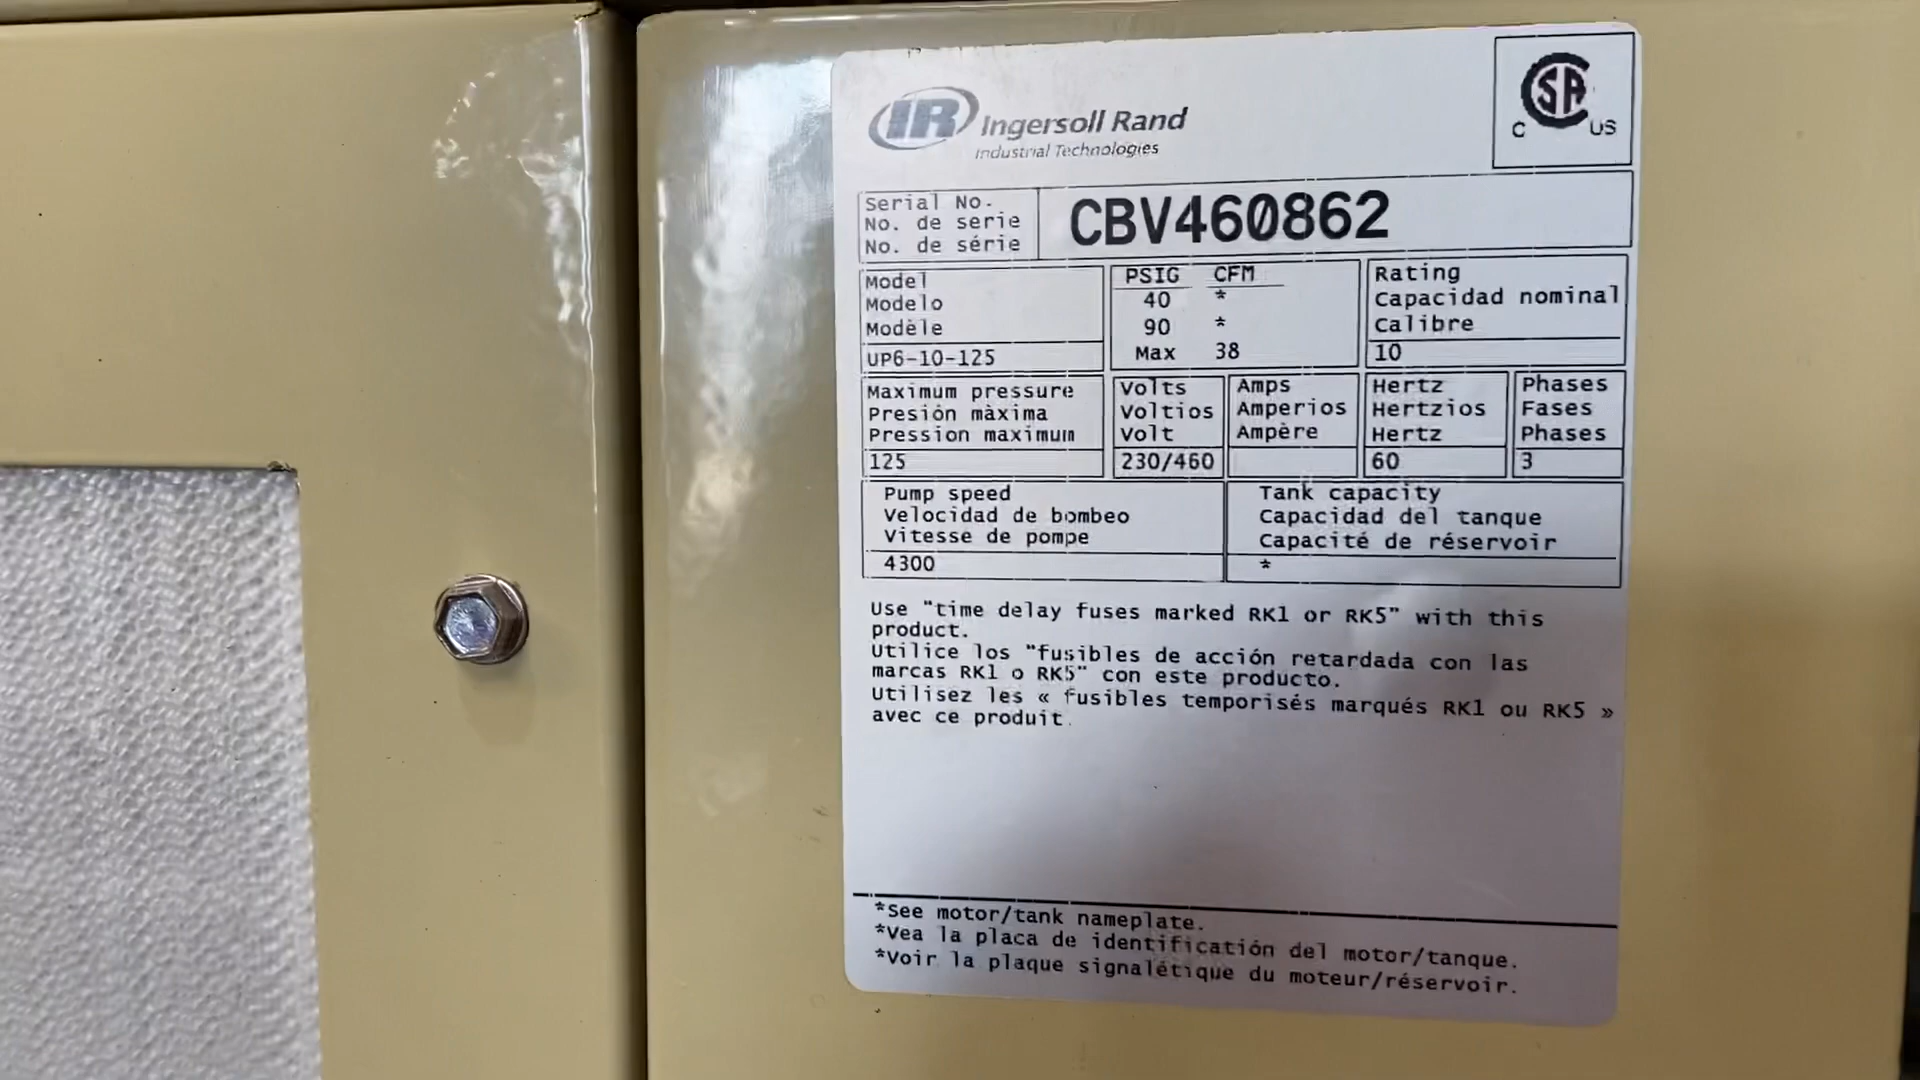 IR Ingersoll Rand
Industrial Technologies
CSA
C US
Serial No.
No. de serie
No. de série
CBV460862
Model
Modelo
Modèle
UP6-10-125
PSIG CFM
40 *
90 *
Max 38
Rating
Capacidad nominal
Calibre
10
Maximum pressure
Presión màxima
Pression maximum
125
Volts
Voltios
Volt
230/460
Amps
Amperios
Ampère
Hertz
Hertzios
Hertz
60
Phases
Fases
Phases
3
Pump speed
Velocidad de bombeo
Vitesse de pompe
4300
Tank capacity
Capacidad del tanque
Capacité de réservoir
*
Use "time delay fuses marked RK1 or RK5" with this
product.
Utilice los "fusibles de acción retardada con las
marcas RK1 o RK5" con este producto.
Utilisez les « fusibles temporisés marqués RK1 ou RK5 »
avec ce produit.
*See motor/tank nameplate.
*Vea la placa de identificatión del motor/tanque.
*Voir la plaque signalétique du moteur/réservoir.